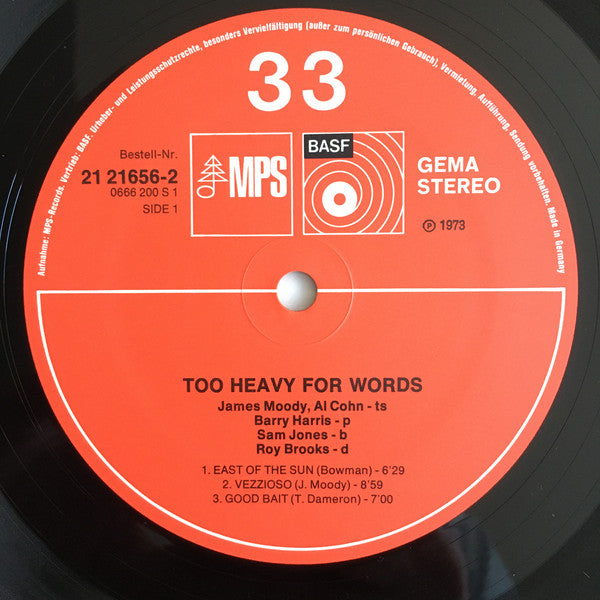 Aufnahme: MPS-Records. Vertrieb: BASF. Urheber- und Leistungsschutzrechte, besonders Vervielfältigung (außer zum persönlichen Gebrauch), Vermietung, Aufführung, Sendung vorbehalten. Made in Germany
33
Bestell-Nr.
21 21656-2
0666 200 S 1
SIDE 1
MPS
BASF
GEMA
STEREO
℗ 1973
TOO HEAVY FOR WORDS
James Moody, Al Cohn - ts
Barry Harris - p
Sam Jones - b
Roy Brooks - d
1. EAST OF THE SUN (Bowman) - 6'29
2. VEZZIOSO (J. Moody) - 8'59
3. GOOD BAIT (T. Dameron) - 7'00